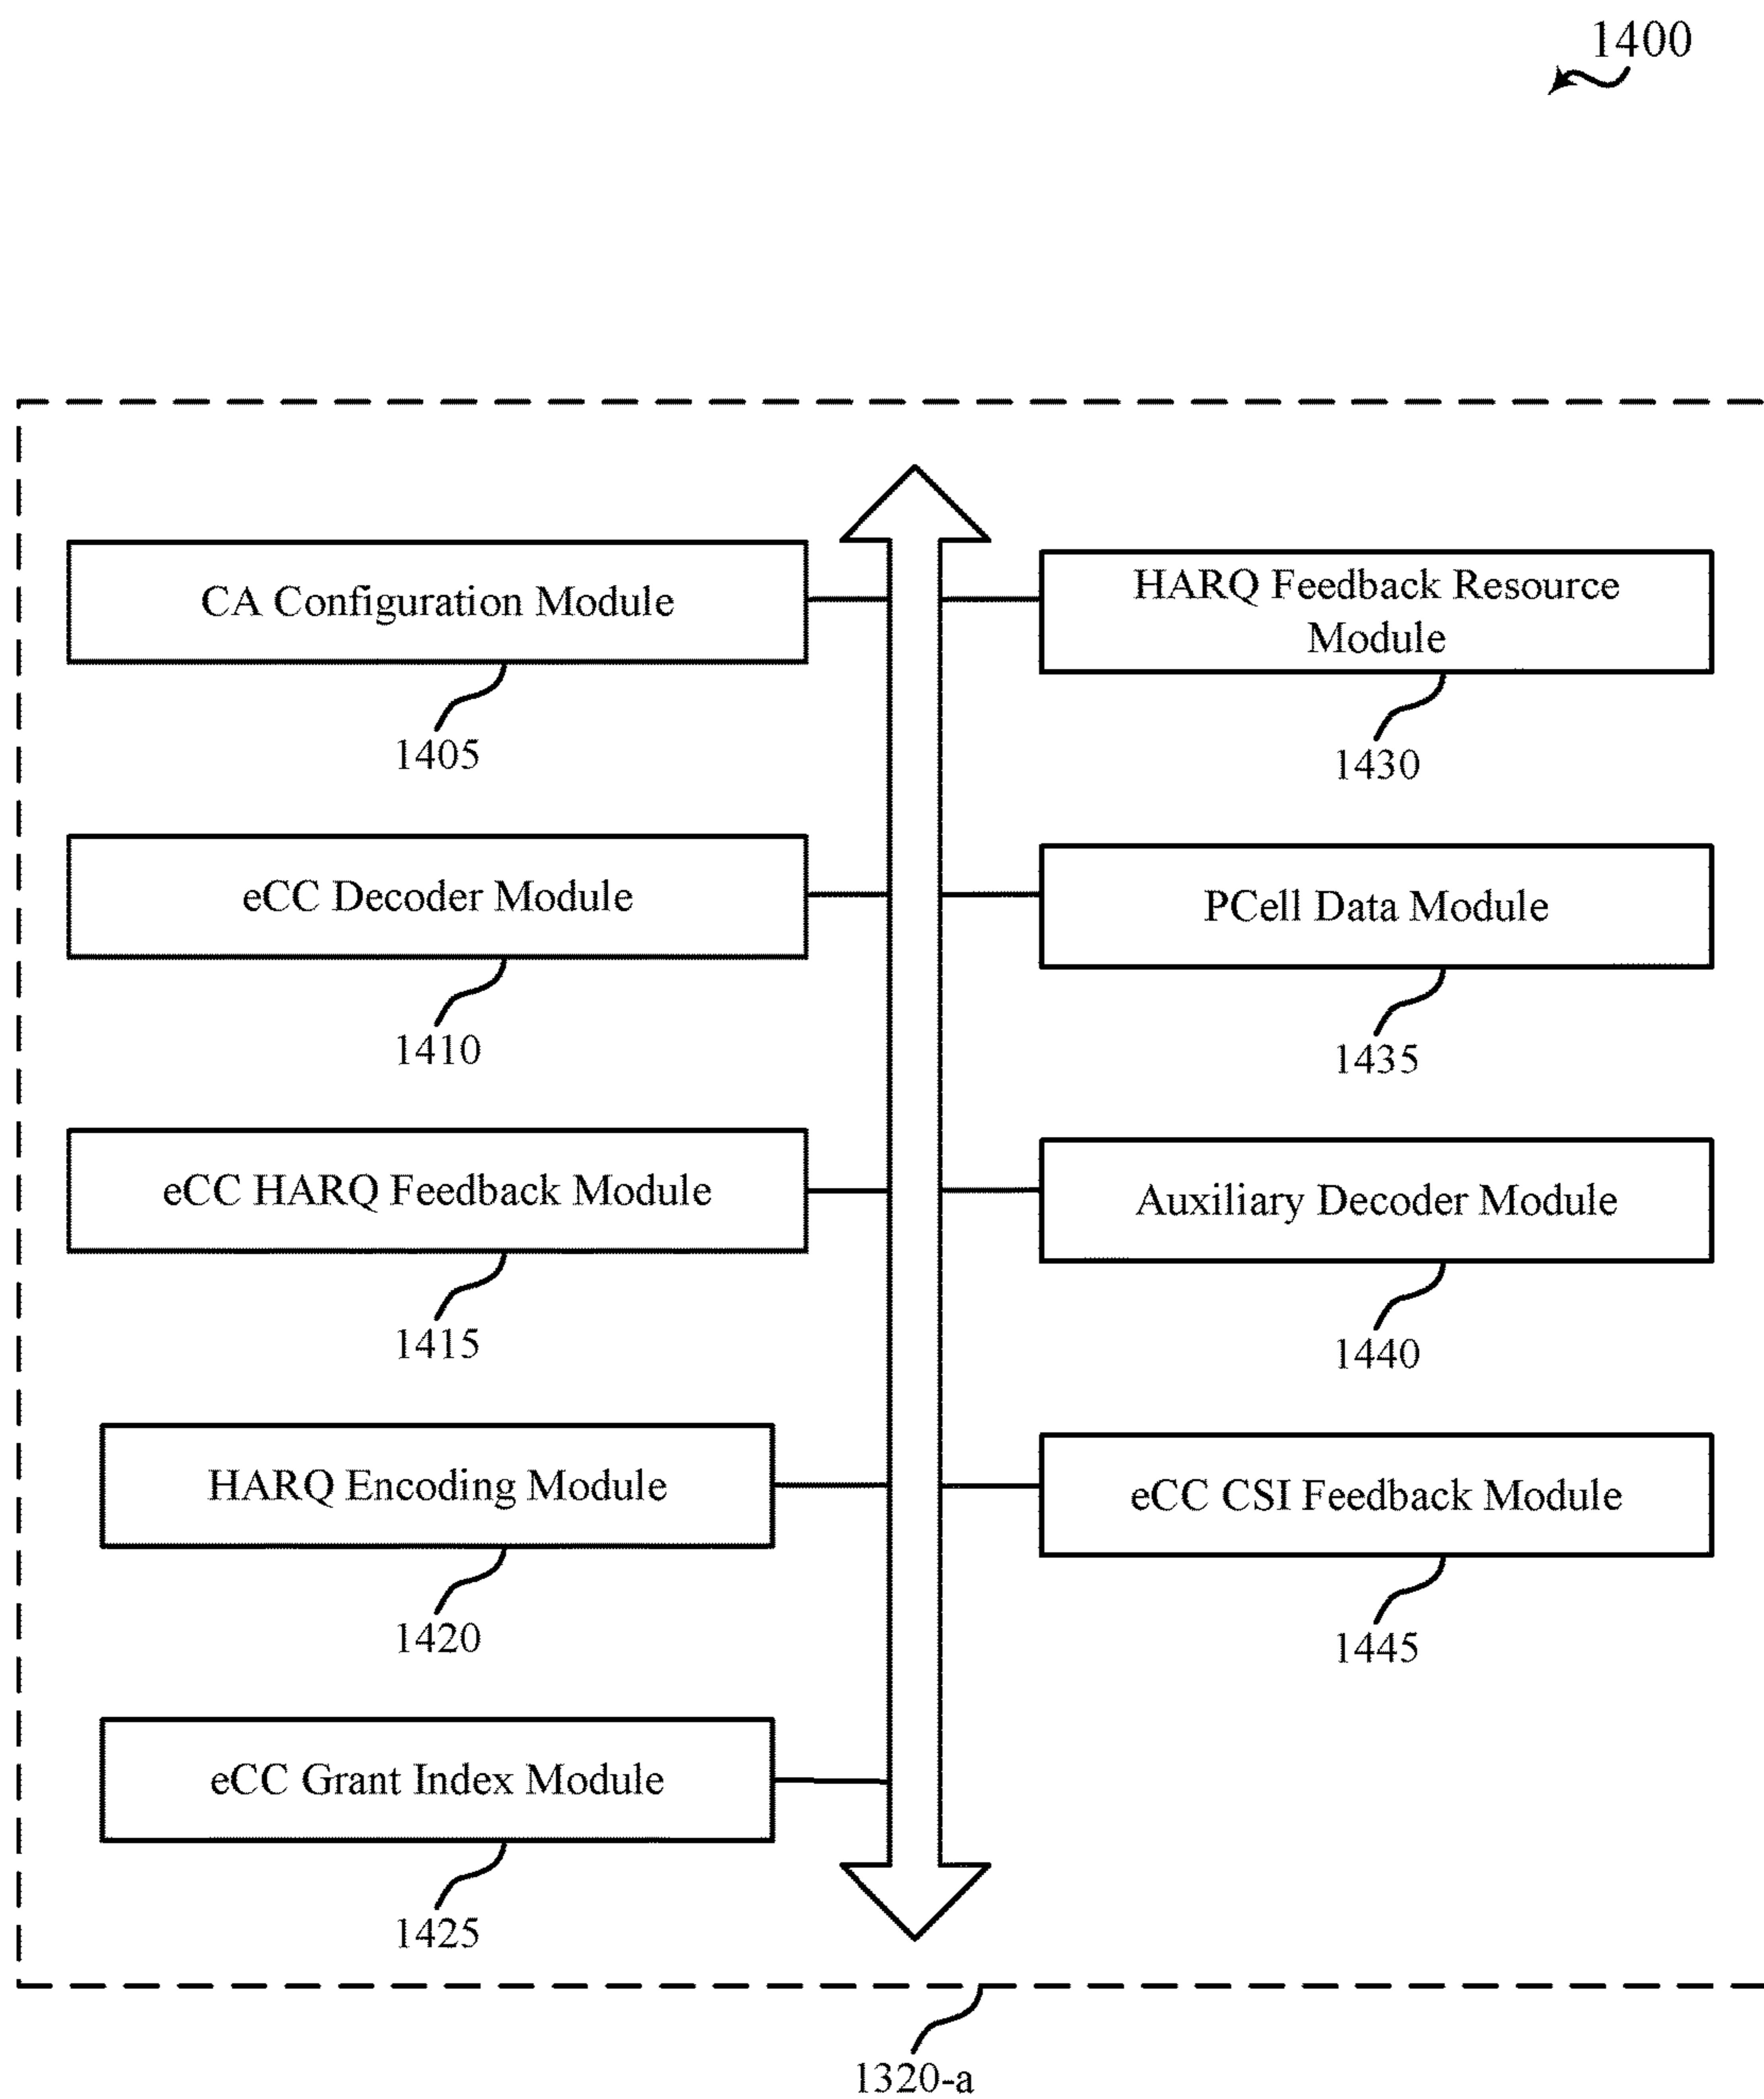 1400
CA Configuration Module
1405
eCC Decoder Module
1410
eCC HARQ Feedback Module
1415
HARQ Encoding Module
1420
eCC Grant Index Module
1425
HARQ Feedback Resource
Module
1430
PCell Data Module
1435
Auxiliary Decoder Module
1440
eCC CSI Feedback Module
1445
1320-a